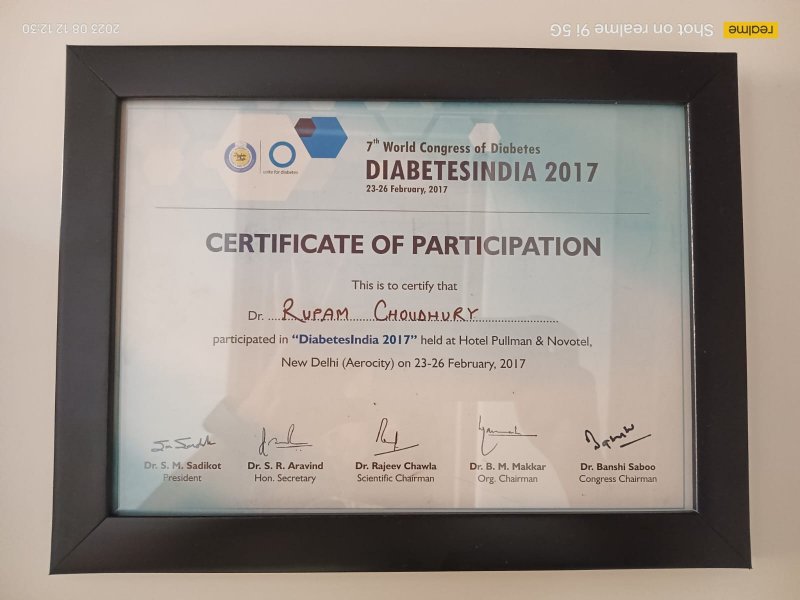 realme Shot on realme 9i 5G
2023.08.12 12:30
unite for diabetes
7th World Congress of Diabetes
DIABETESINDIA 2017
23-26 February, 2017
CERTIFICATE OF PARTICIPATION
This is to certify that
Dr. RUPAM CHOUDHURY
participated in "DiabetesIndia 2017" held at Hotel Pullman & Novotel,
New Delhi (Aerocity) on 23-26 February, 2017
Dr. S. M. Sadikot Dr. S. R. Aravind Dr. Rajeev Chawla Dr. B. M. Makkar Dr. Banshi Saboo
President Hon. Secretary Scientific Chairman Org. Chairman Congress Chairman